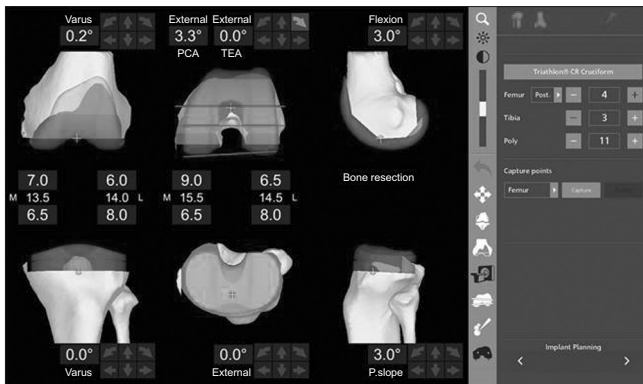 Varus
0.2°
External External
3.3° 0.0°
PCA TEA
Flexion
3.0°
7.0 6.0
M 13.5 14.0 L
6.5 8.0
9.0 6.5
M 15.5 14.5 L
6.5 8.0
Bone resection
0.0°
Varus
0.0°
External
3.0°
P.slope
Triathlon® CR Cruciform
Femur Post. − 4 +
Tibia − 3 +
Poly − 11 +
Capture points
Femur Capture
Implant Planning
< >